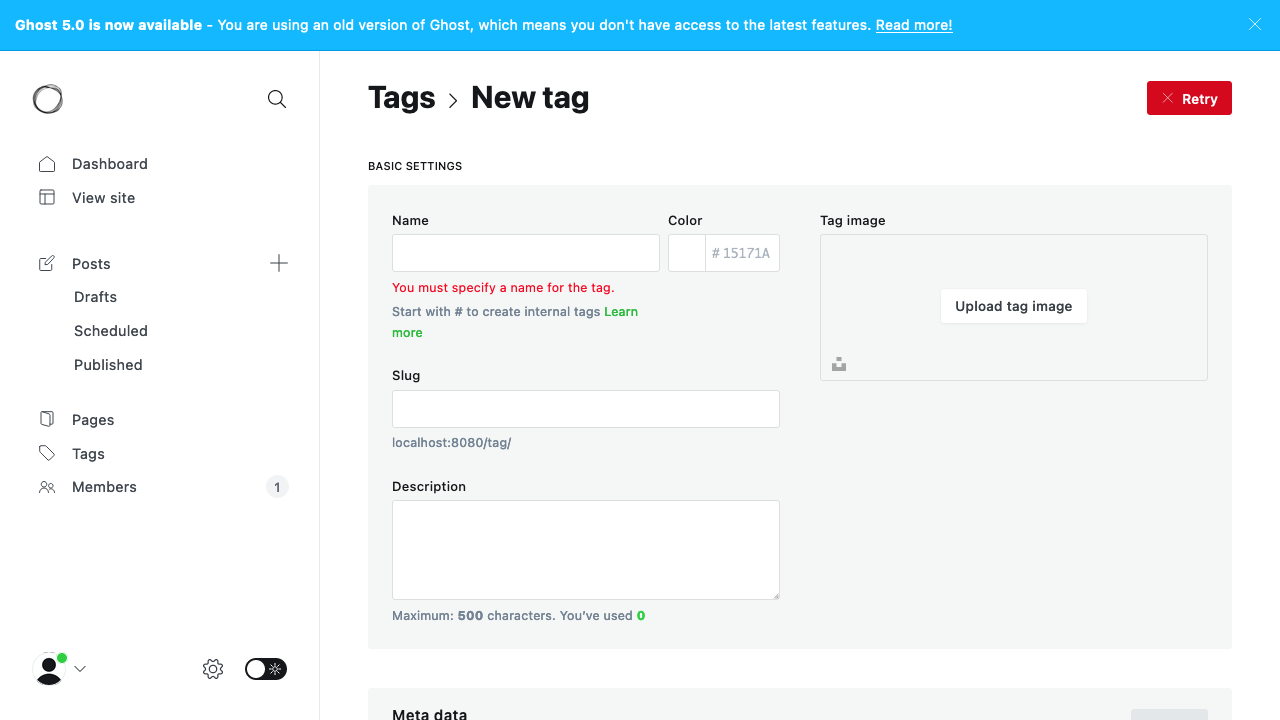 Ghost 5.0 is now available - You are using an old version of Ghost, which means you don't have access to the latest features. Read more!
Tags > New tag
Retry
Dashboard
View site
Posts
Drafts
Scheduled
Published
Pages
Tags
Members
1
BASIC SETTINGS
Name
Color
# 15171A
You must specify a name for the tag.
Start with # to create internal tags Learn
more
Slug
localhost:8080/tag/
Description
Maximum: 500 characters. You’ve used 0
Tag image
Upload tag image
Meta data